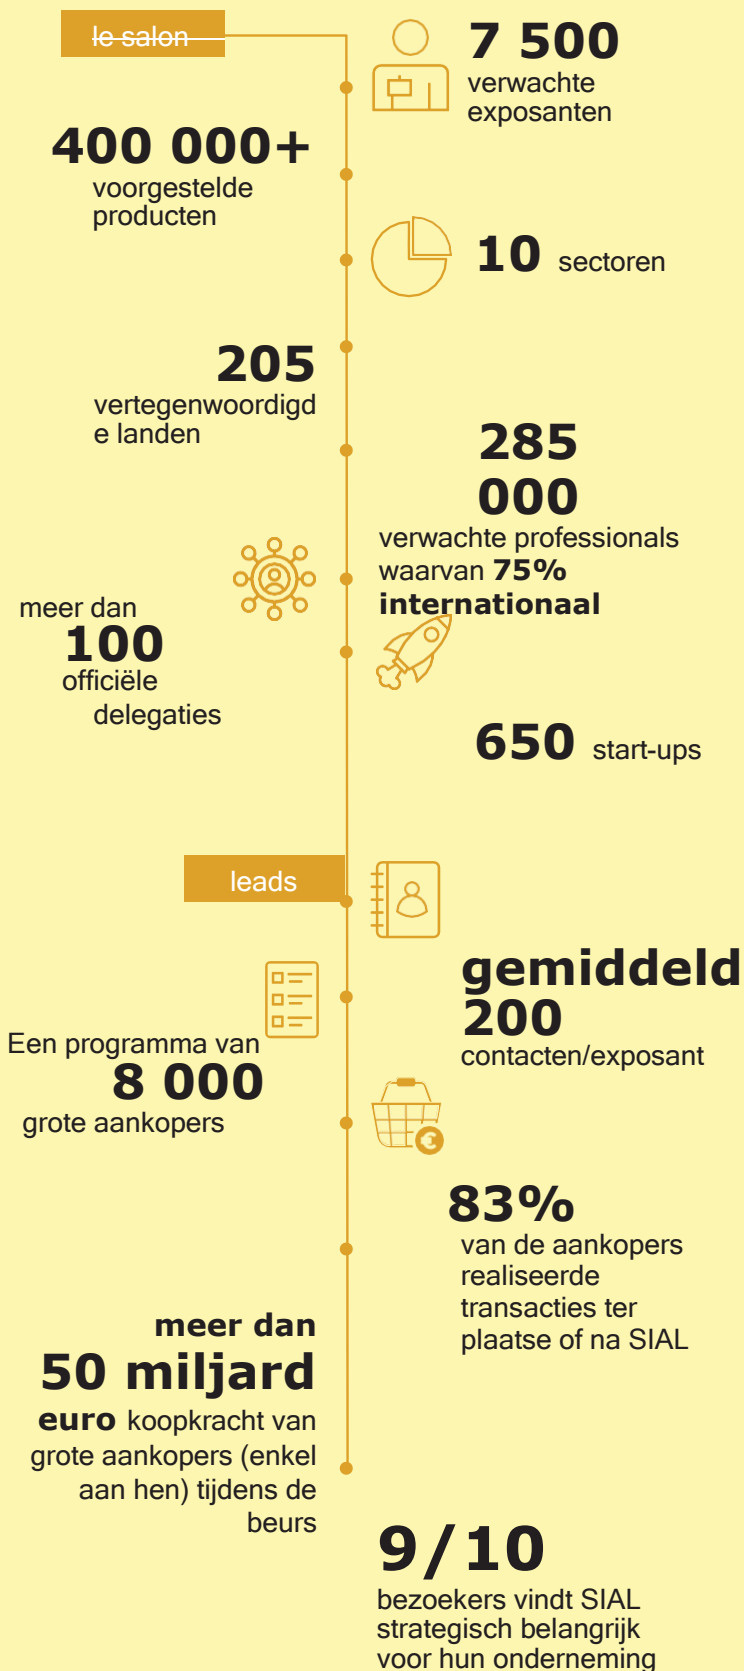 le salon
7 500
verwachte
exposanten
400 000+
voorgestelde
producten
10 sectoren
205
vertegenwoordigd
e landen
285
000
verwachte professionals
waarvan 75%
internationaal
meer dan
100
officiële
delegaties
650 start-ups
leads
gemiddeld
200
contacten/exposant
Een programma van
8 000
grote aankopers
83%
van de aankopers
realiseerde
transacties ter
plaatse of na SIAL
meer dan
50 miljard
euro koopkracht van
grote aankopers (enkel
aan hen) tijdens de
beurs
9/10
bezoekers vindt SIAL
strategisch belangrijk
voor hun onderneming